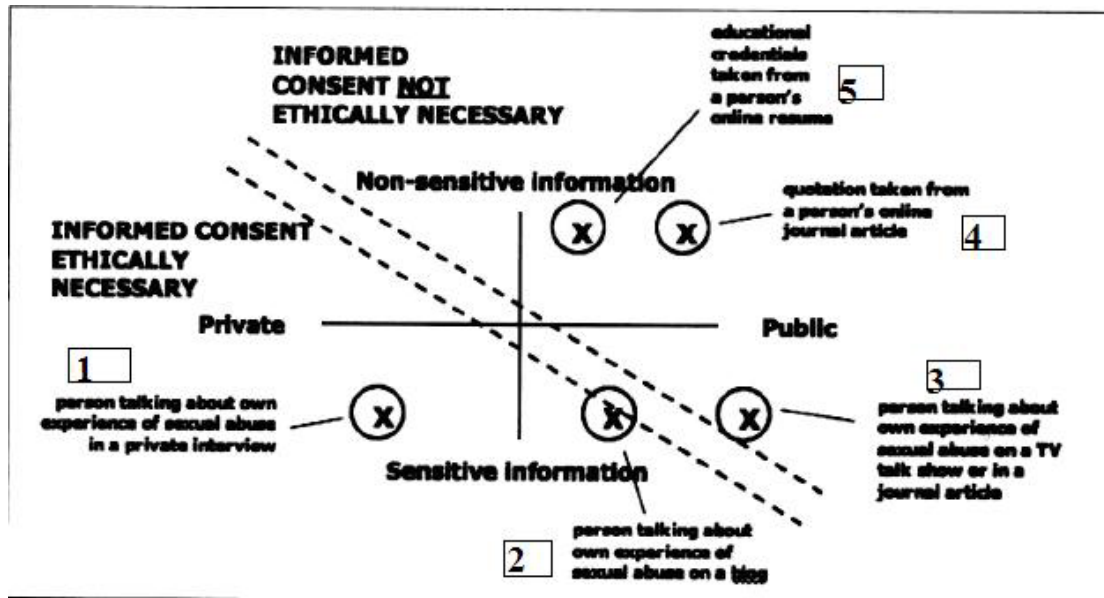 INFORMED
CONSENT NOT
ETHICALLY NECESSARY
educational
credentials
taken from
a person's
online resume
5
Non-sensitive information
quotation taken from
a person's online
journal article
4
INFORMED CONSENT
ETHICALLY
NECESSARY
X
X
Private
Public
1
person talking about own
experience of sexual abuse
in a private interview
X
X
X
3
person talking about
own experience of
sexual abuse on a TV
talk show or in a
journal article
Sensitive information
2
person talking about
own experience of
sexual abuse on a blog